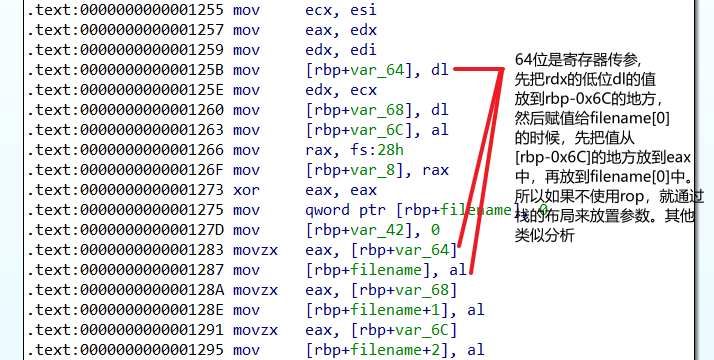 .text:0000000000001255 mov ecx, esi
.text:0000000000001257 mov eax, edx
.text:0000000000001259 mov edx, edi
.text:000000000000125B mov [rbp+var_64], dl
.text:000000000000125E mov edx, ecx
.text:0000000000001260 mov [rbp+var_68], dl
.text:0000000000001263 mov [rbp+var_6C], al
.text:0000000000001266 mov rax, fs:28h
.text:000000000000126F mov [rbp+var_8], rax
.text:0000000000001273 xor eax, eax
.text:0000000000001275 mov qword ptr [rbp+filename], 0
.text:000000000000127D mov [rbp+var_42], 0
.text:0000000000001283 movzx eax, [rbp+var_64]
.text:0000000000001287 mov [rbp+filename], al
.text:000000000000128A movzx eax, [rbp+var_68]
.text:000000000000128E mov [rbp+filename+1], al
.text:0000000000001291 movzx eax, [rbp+var_6C]
.text:0000000000001295 mov [rbp+filename+2], al
64位是寄存器传参,
先把rdx的低位dl的值
放到rbp-0x6C的地方，
然后赋值给filename[0]
的时候，先把值从
[rbp-0x6C]的地方放到eax
中，再放到filename[0]中。
所以如果不使用rop，就通过
栈的布局来放置参数。其他
类似分析